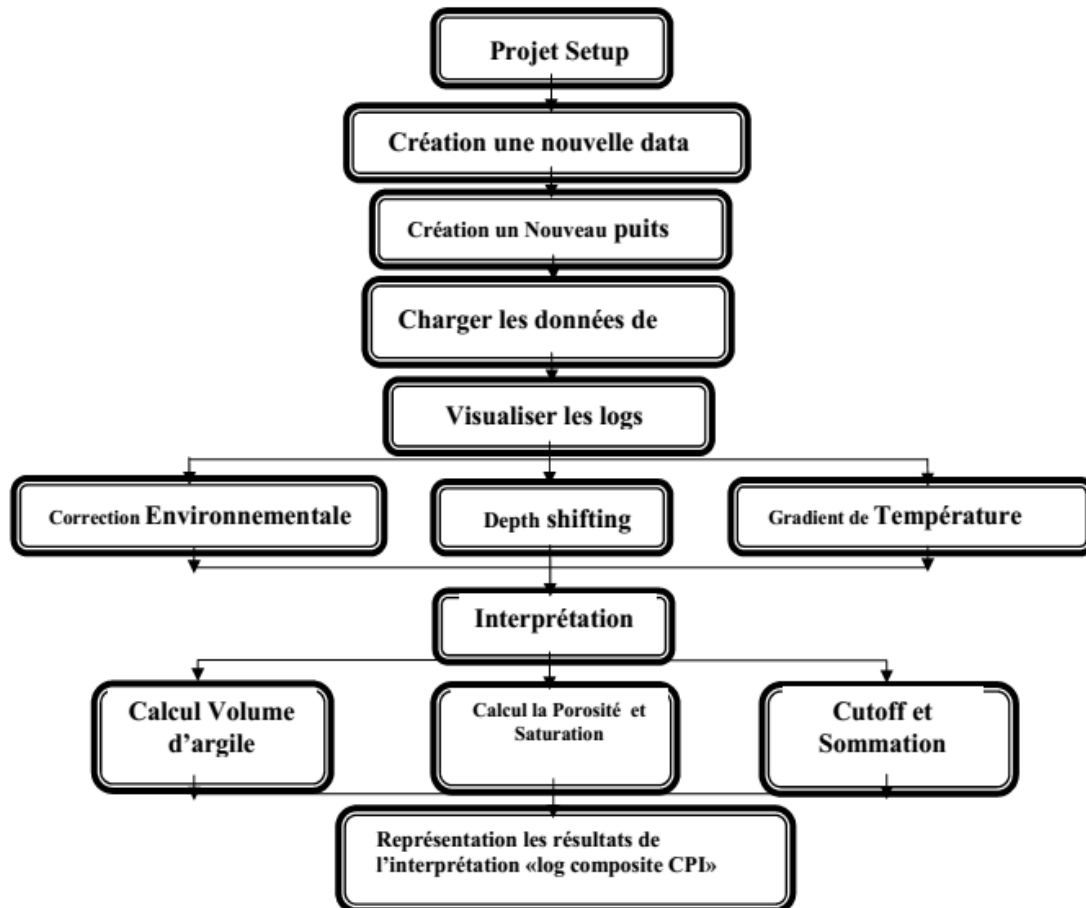 Projet Setup
Création une nouvelle data
Création un Nouveau puits
Charger les données de
Visualiser les logs
Correction Environnementale
Depth shifting
Gradient de Température
Interprétation
Calcul Volume
d'argile
Calcul la Porosité et
Saturation
Cutoff et
Sommation
Représentation les résultats de
l'interprétation «log composite CPI»